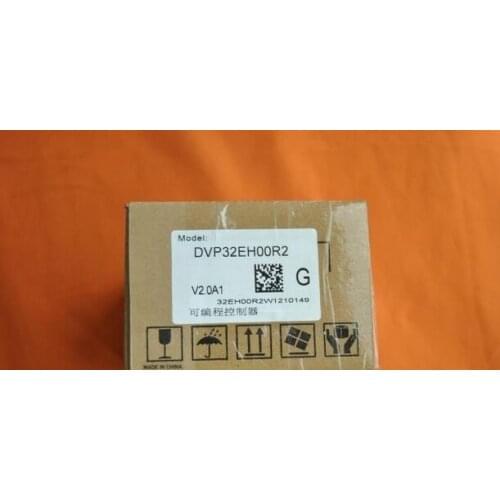 Model:
DVP32EH00R2
V2.0A1
G
32EH00R2W1210149
可编程控制器
MADE IN CHINA